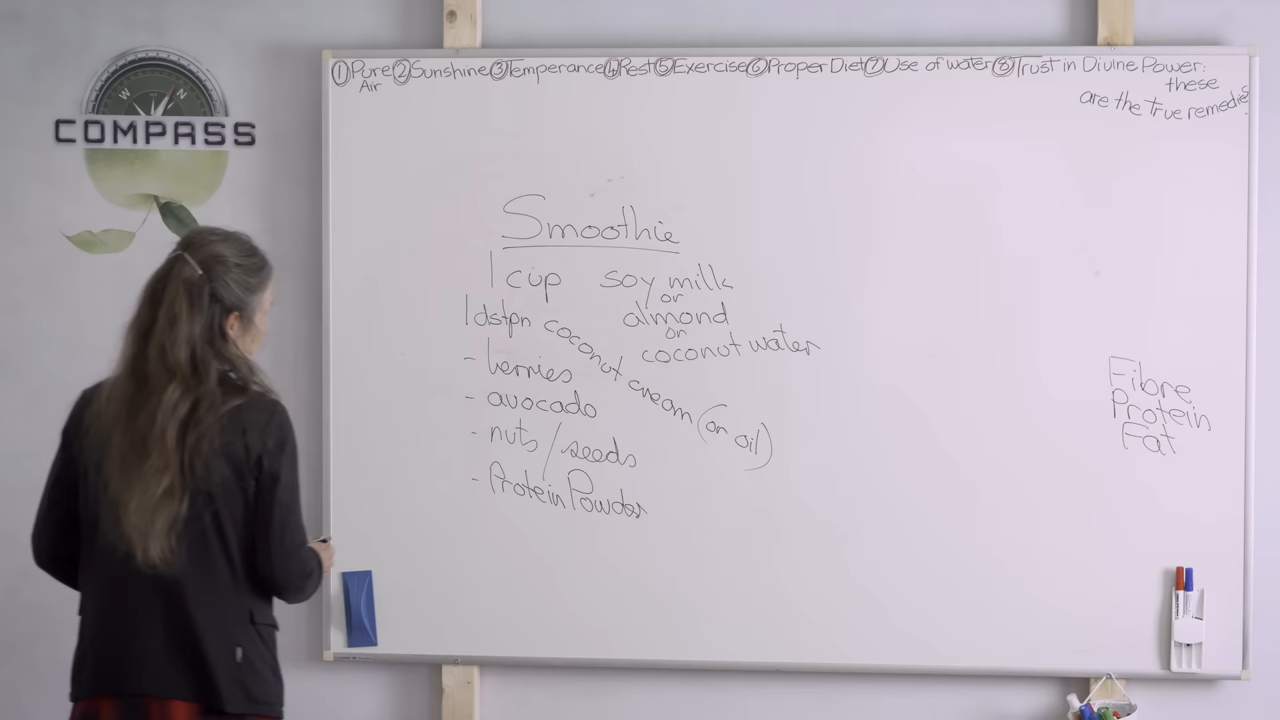 W N
COMPASS
①Pure ②Sunshine ③Temperance ④Rest ⑤Exercise ⑥Proper Diet ⑦Use of water ⑧Trust in Divine Power:
Air
these
are the true remedies.
Smoothie
1 cup soy milk
or
1 dstpn coconut cream (or oil)
almond
or
coconut water
- berries
- avocado
- nuts/seeds
- Protein Powder
Fibre
Protein
Fat